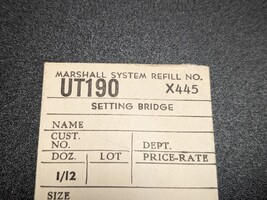 MARSHALL SYSTEM REFILL NO.
UT190 X445
SETTING BRIDGE
NAME
CUST. NO. DEPT.
DOZ. LOT PRICE-RATE
1/12
SIZE